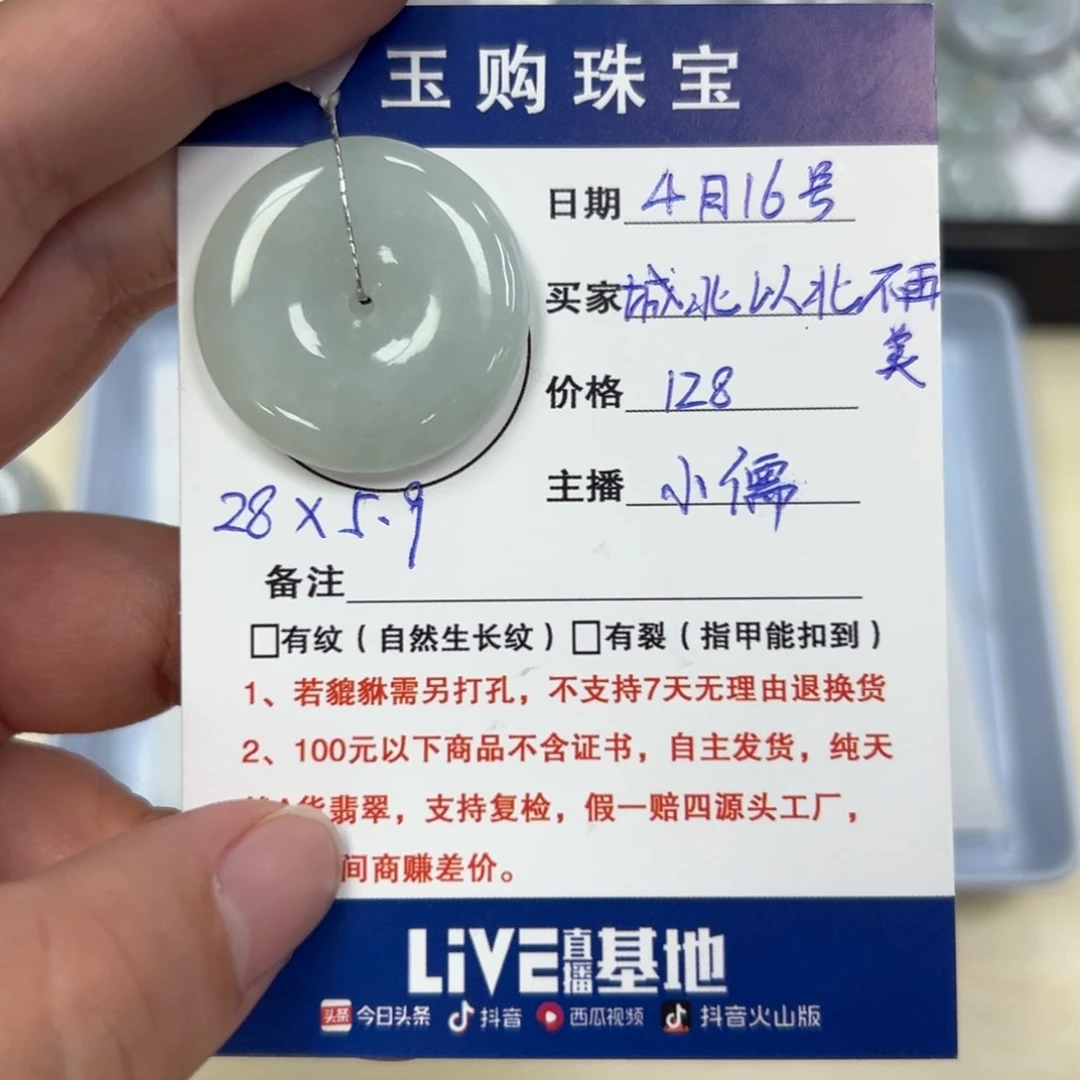 玉购珠宝
日期 4月16号
买家 城北以北不再
美
价格 128
主播 小儒
28×5.9
备注
□有纹（自然生长纹）□有裂（指甲能扣到）
1、若貔貅需另打孔，不支持7天无理由退换货
2、100元以下商品不含证书，自主发货，纯天
货翡翠，支持复检，假一赔四源头工厂，
间商赚差价。
LiVE直播基地
头条 今日头条 抖音 西瓜视频 抖音火山版